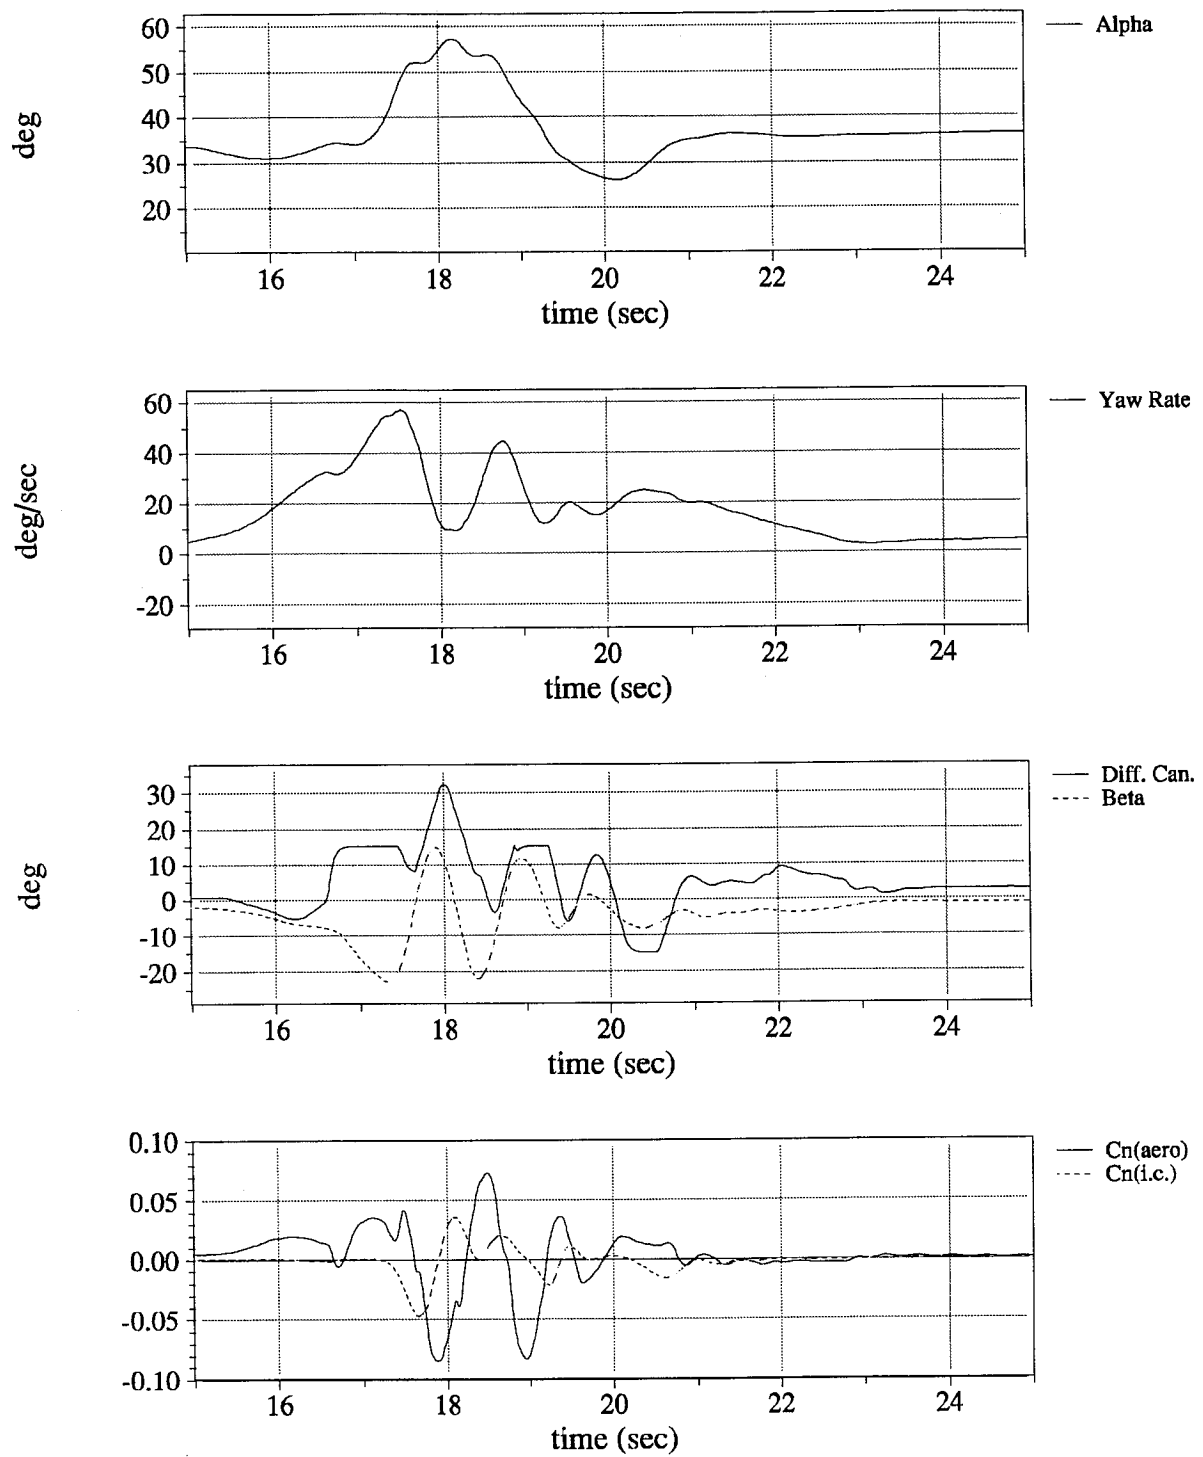 60
50
40
30
20
deg
Alpha
16 18 20 22 24
time (sec)
60
40
20
0
-20
deg/sec
Yaw Rate
16 18 20 22 24
time (sec)
30
20
10
0
-10
-20
deg
Diff. Can.
Beta
16 18 20 22 24
time (sec)
0.10
0.05
0.00
-0.05
-0.10
Cn(aero)
Cn(i.c.)
16 18 20 22 24
time (sec)